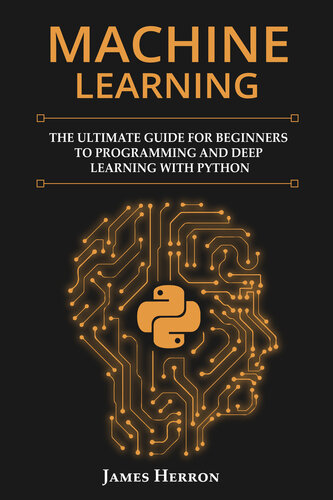 MACHINE
LEARNING
THE ULTIMATE GUIDE FOR BEGINNERS
TO PROGRAMMING AND DEEP
LEARNING WITH PYTHON
JAMES HERRON